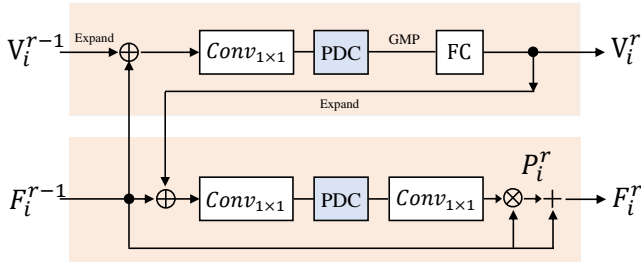 V_i^{r-1} Expand ⊕ Conv_{1×1} PDC GMP FC V_i^r
Expand
P_i^r
F_i^{r-1} ⊕ Conv_{1×1} PDC Conv_{1×1} ⊗ + F_i^r